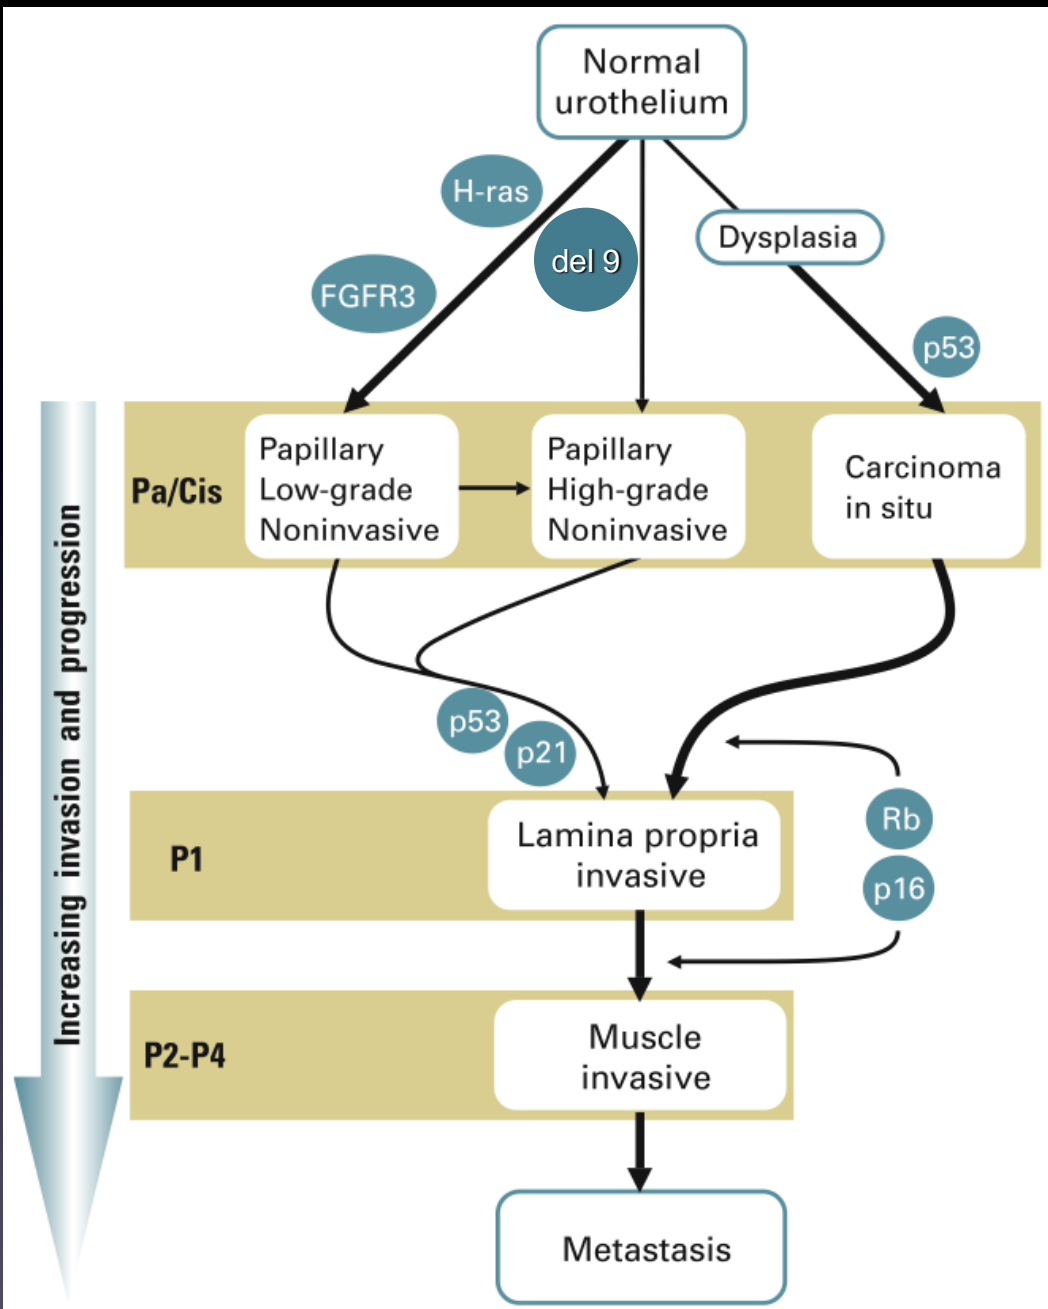 Normal
urothelium
H-ras
del 9
Dysplasia
FGFR3
p53
Pa/Cis
Papillary
Low-grade
Noninvasive
Papillary
High-grade
Noninvasive
Carcinoma
in situ
Increasing invasion and progression
p53
p21
P1
Lamina propria
invasive
Rb
p16
P2-P4
Muscle
invasive
Metastasis